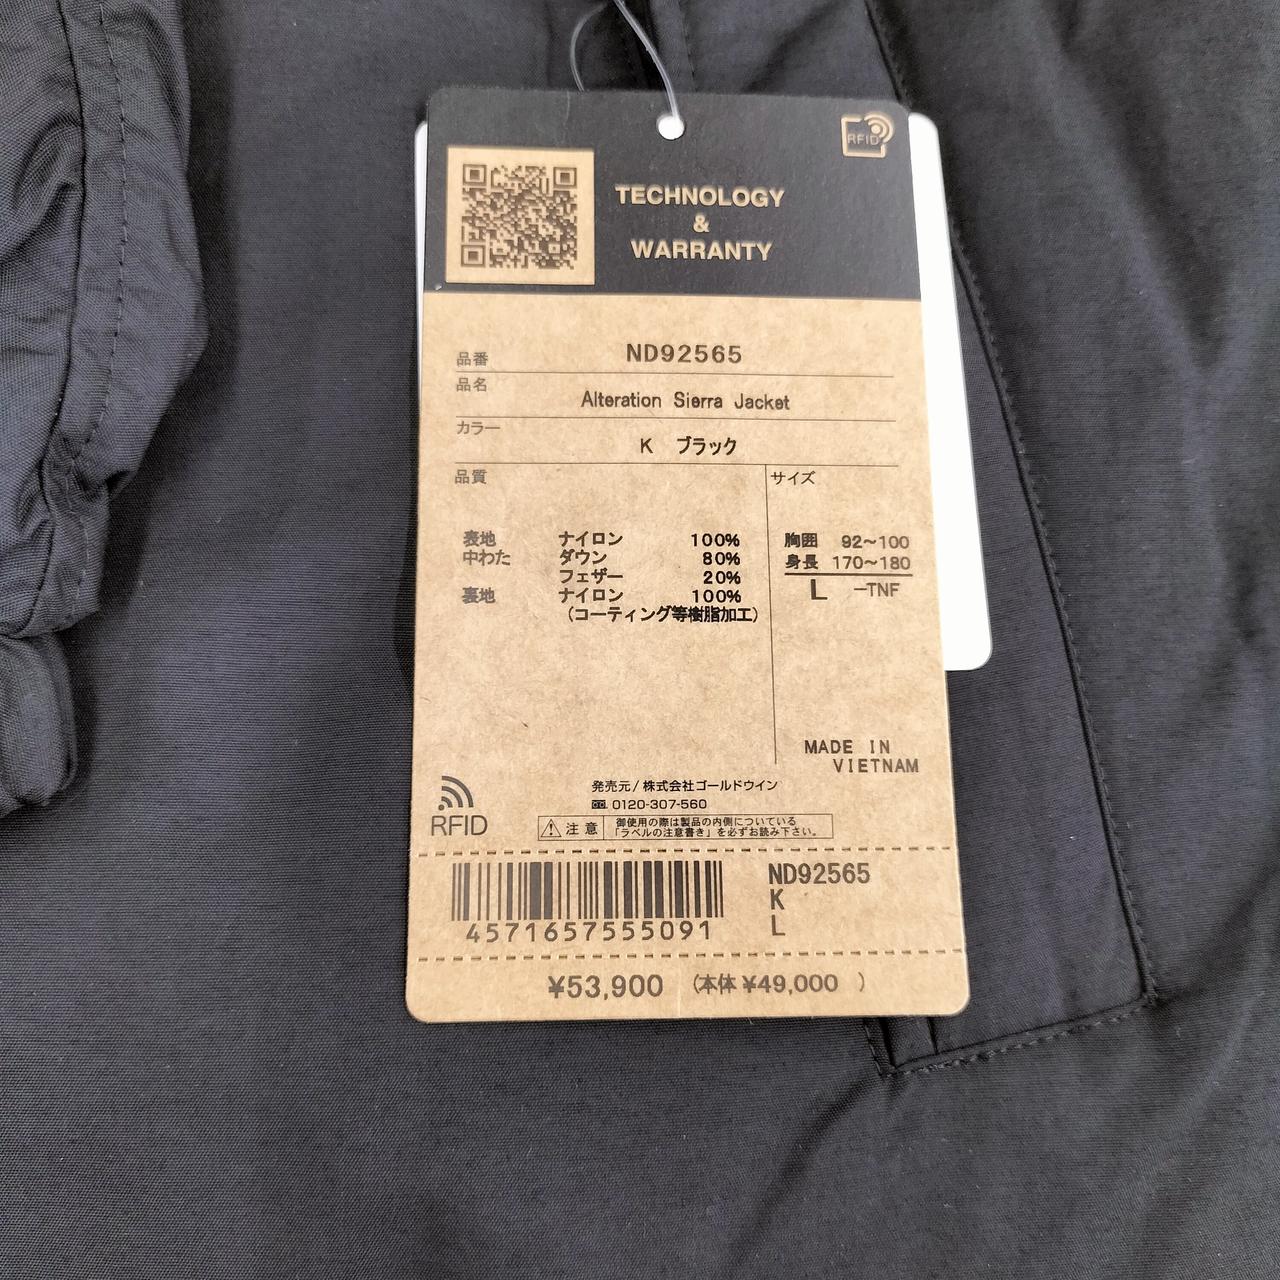 RFID
TECHNOLOGY
&
WARRANTY
品番 ND92565
品名 Alteration Sierra Jacket
カラー K ブラック
品質
サイズ
表地 ナイロン 100%
中わた ダウン 80%
フェザー 20%
裏地 ナイロン 100%
(コーティング等樹脂加工)
胸囲 92~100
身長 170~180
L -TNF
MADE IN
VIETNAM
発売元/株式会社ゴールドウイン
0120-307-560
RFID
注意 御使用の際は製品の内側についている
「ラベルの注意書き」を必ずお読み下さい。
ND92565
K
L
4571657555091
¥53,900 (本体 ¥49,000 )